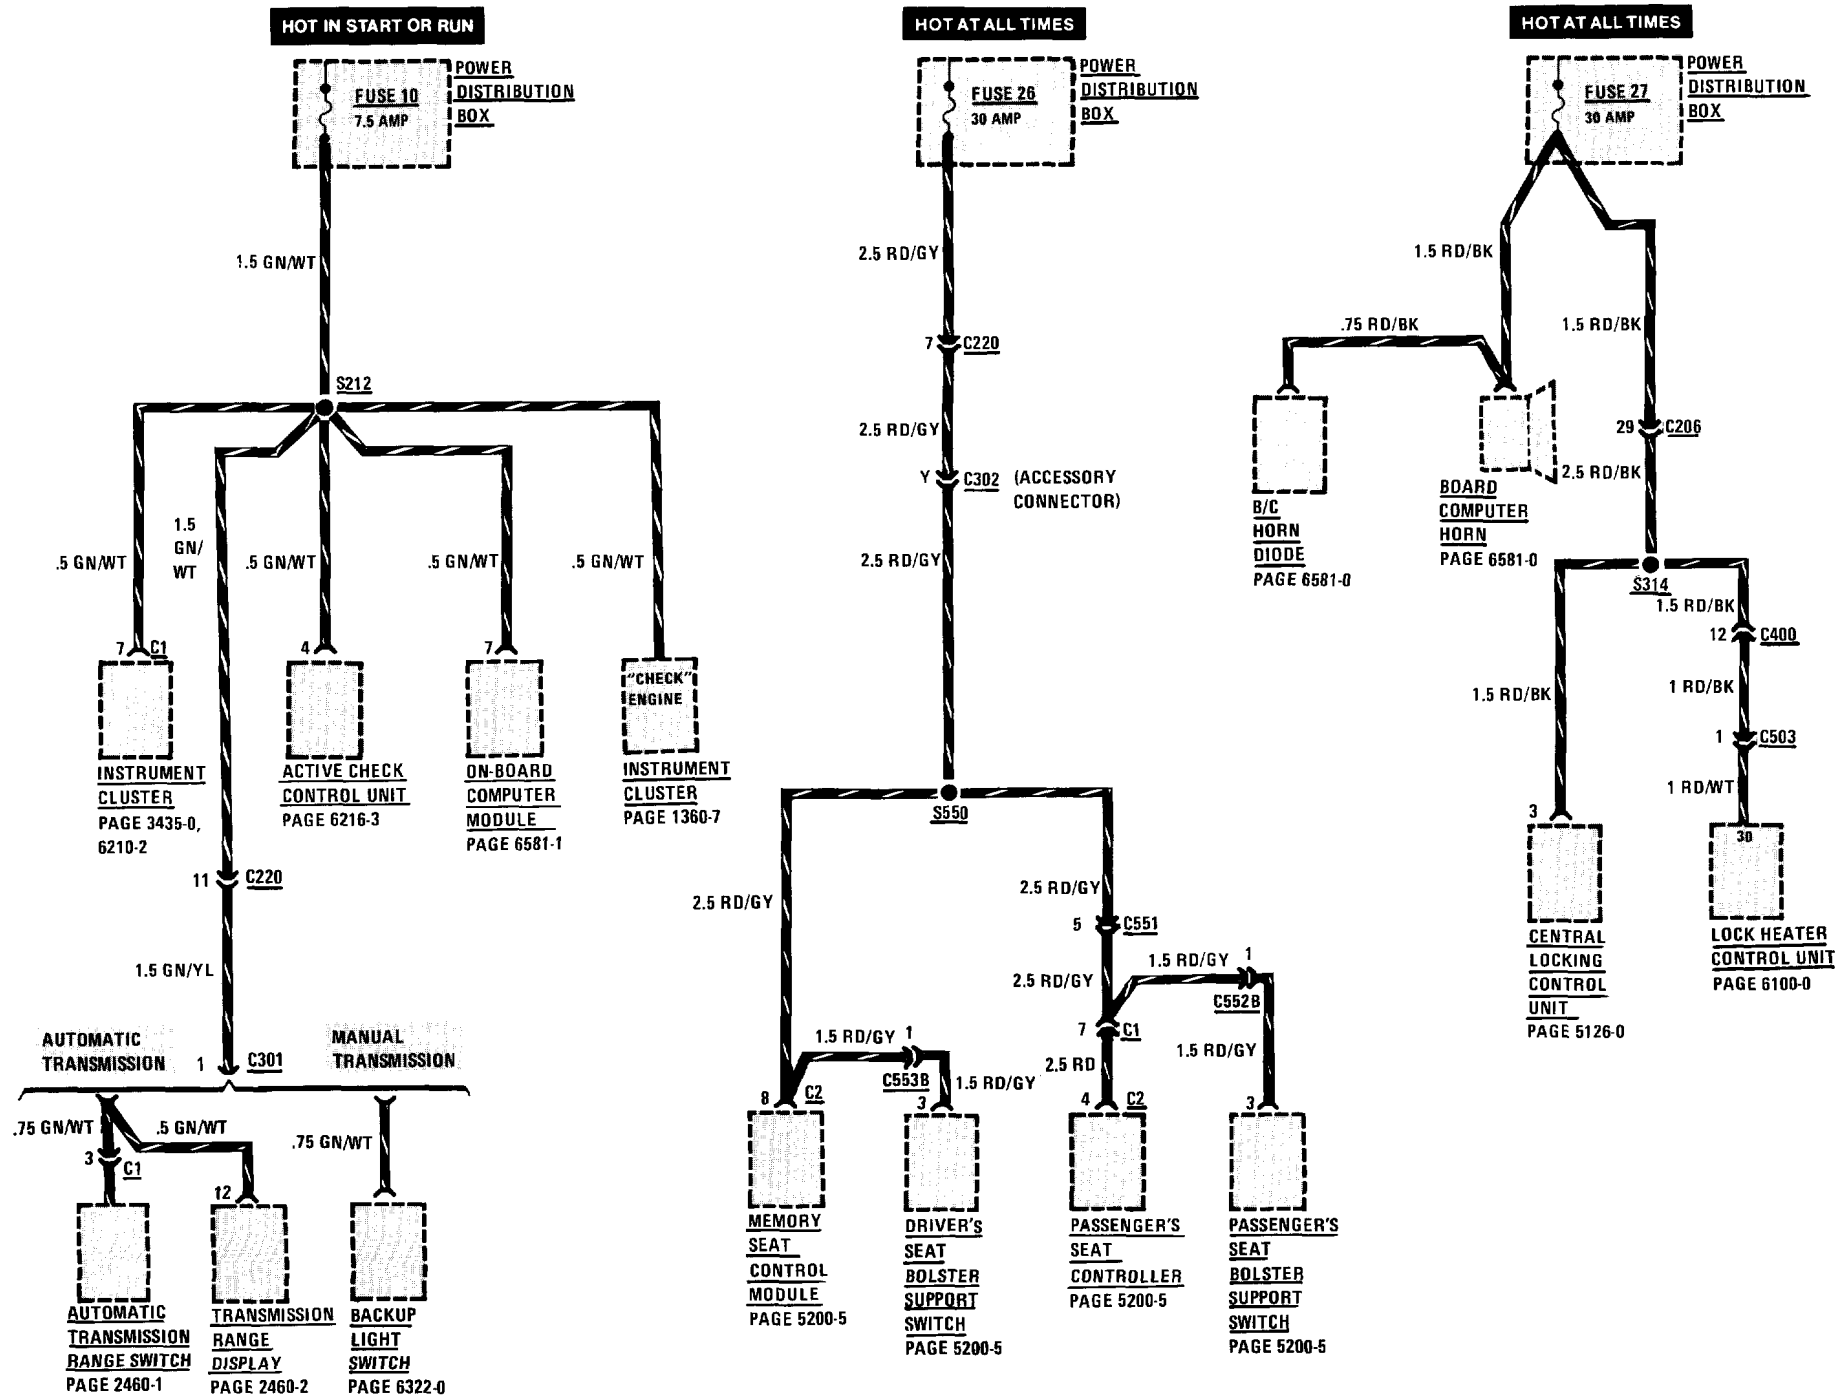 HOT IN START OR RUN
POWER
DISTRIBUTION
BOX
FUSE 10
7.5 AMP
1.5 GN/WT
S212
.5 GN/WT
1.5
GN/
WT
.5 GN/WT
.5 GN/WT
.5 GN/WT
7 C1
4
7
"CHECK"
ENGINE
INSTRUMENT
CLUSTER
PAGE 3435-0,
6210-2
ACTIVE CHECK
CONTROL UNIT
PAGE 6216-3
ON-BOARD
COMPUTER
MODULE
PAGE 6581-1
INSTRUMENT
CLUSTER
PAGE 1360-7
11 C220
1.5 GN/YL
AUTOMATIC
TRANSMISSION
1 C301
MANUAL
TRANSMISSION
.75 GN/WT
.5 GN/WT
.75 GN/WT
3 C1
12
AUTOMATIC
TRANSMISSION
RANGE SWITCH
PAGE 2460-1
TRANSMISSION
RANGE
DISPLAY
PAGE 2460-2
BACKUP
LIGHT
SWITCH
PAGE 6322-0
HOT AT ALL TIMES
POWER
DISTRIBUTION
BOX
FUSE 26
30 AMP
2.5 RD/GY
7 C220
2.5 RD/GY
Y C302 (ACCESSORY
CONNECTOR)
2.5 RD/GY
S550
2.5 RD/GY
2.5 RD/GY
5 C551
2.5 RD/GY
1.5 RD/GY
1
C552B
7 C1
1.5 RD/GY
1
C553B
1.5 RD/GY
2.5 RD
1.5 RD/GY
8 C2
3
4 C2
3
MEMORY
SEAT
CONTROL
MODULE
PAGE 5200-5
DRIVER'S
SEAT
BOLSTER
SUPPORT
SWITCH
PAGE 5200-5
PASSENGER'S
SEAT
CONTROLLER
PAGE 5200-5
PASSENGER'S
SEAT
BOLSTER
SUPPORT
SWITCH
PAGE 5200-5
HOT AT ALL TIMES
POWER
DISTRIBUTION
BOX
FUSE 27
30 AMP
1.5 RD/BK
.75 RD/BK
1.5 RD/BK
29 C206
2.5 RD/BK
B/C
HORN
DIODE
PAGE 6581-0
BOARD
COMPUTER
HORN
PAGE 6581-0
S314
1.5 RD/BK
12 C400
1.5 RD/BK
1 RD/BK
1 C503
1 RD/WT
3
30
CENTRAL
LOCKING
CONTROL
UNIT
PAGE 5126-0
LOCK HEATER
CONTROL UNIT
PAGE 6100-0